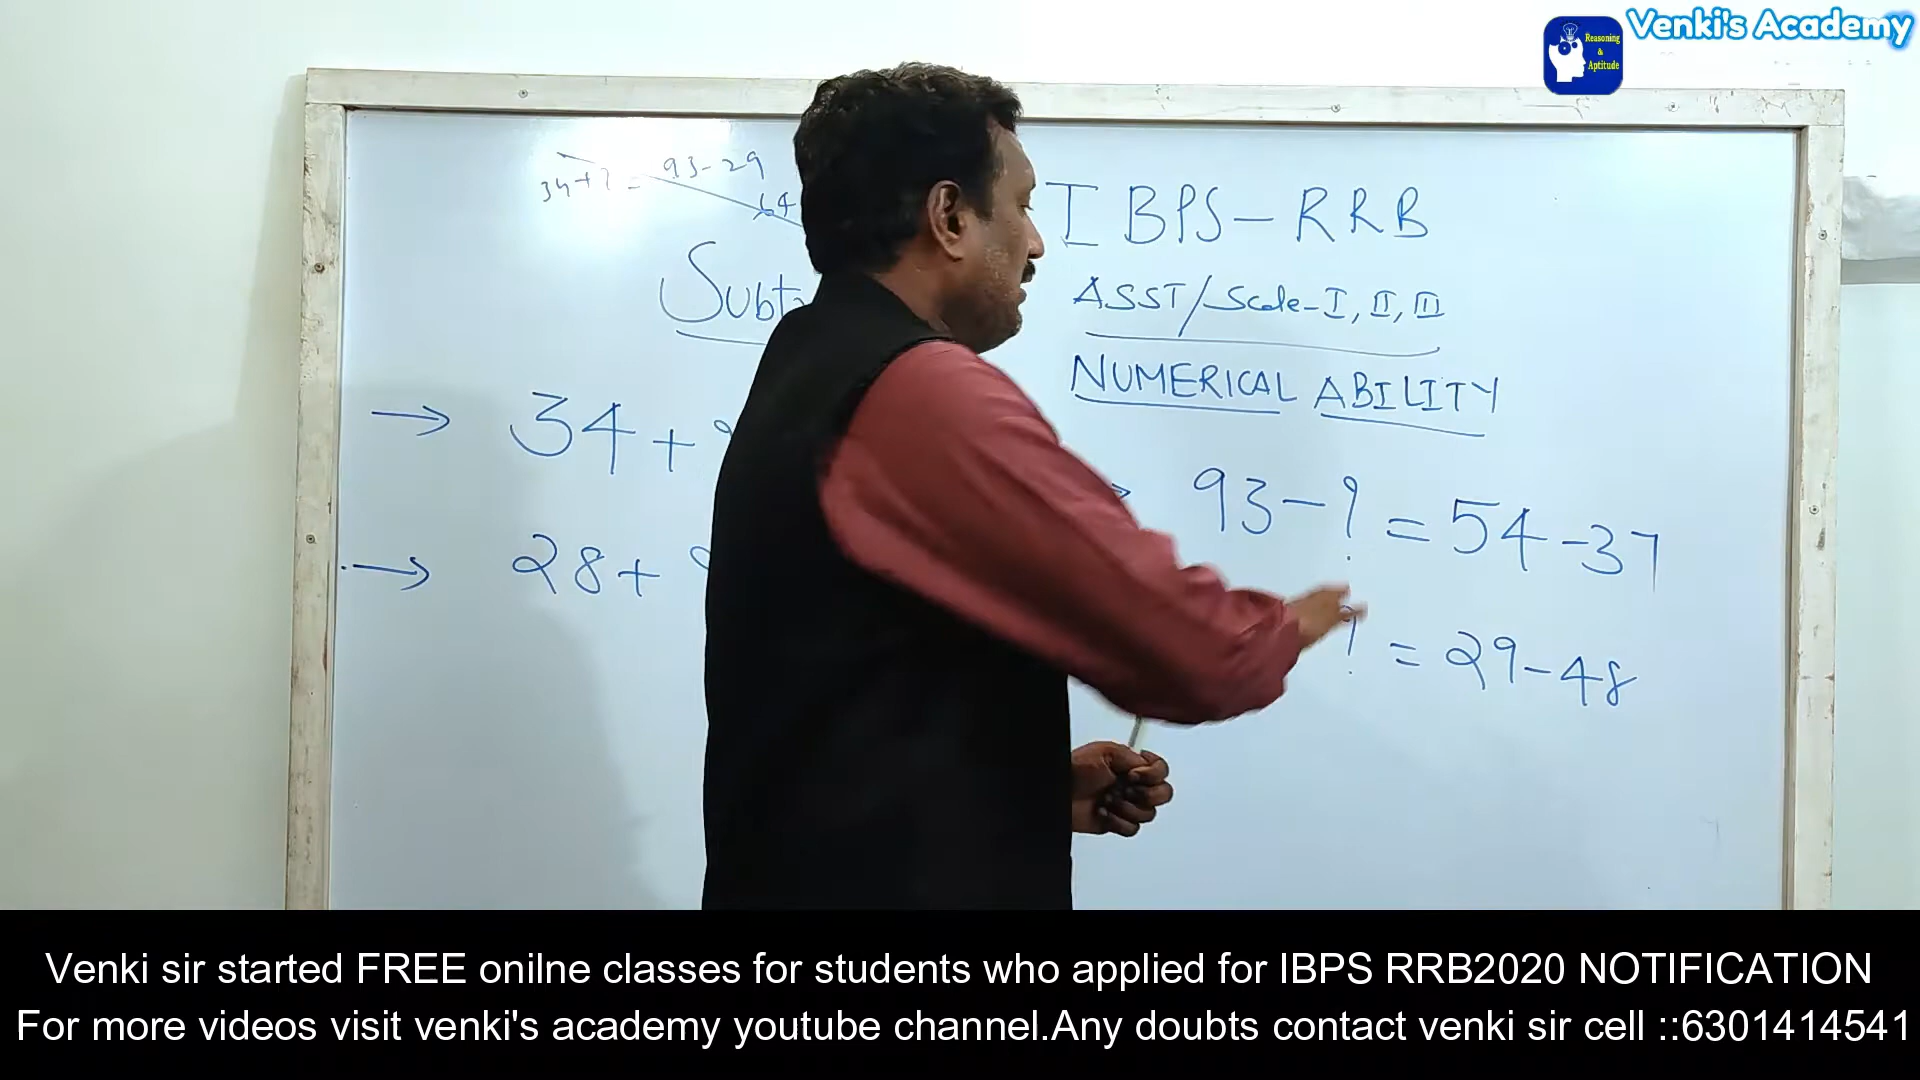 Venki's Academy
Reasoning
&
Aptitude
34+? = 93-29
64
IBPS-RRB
Subt
ASST/Scale-I, II, III
NUMERICAL ABILITY
→ 34+?
93-? = 54-37
→ 28+?
? = 29-48
Venki sir started FREE onilne classes for students who applied for IBPS RRB2020 NOTIFICATION
For more videos visit venki's academy youtube channel.Any doubts contact venki sir cell ::6301414541